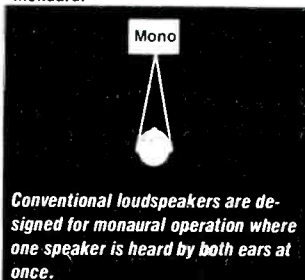 Mono
Conventional loudspeakers are de-
signed for monaural operation where
one speaker is heard by both ears at
once.